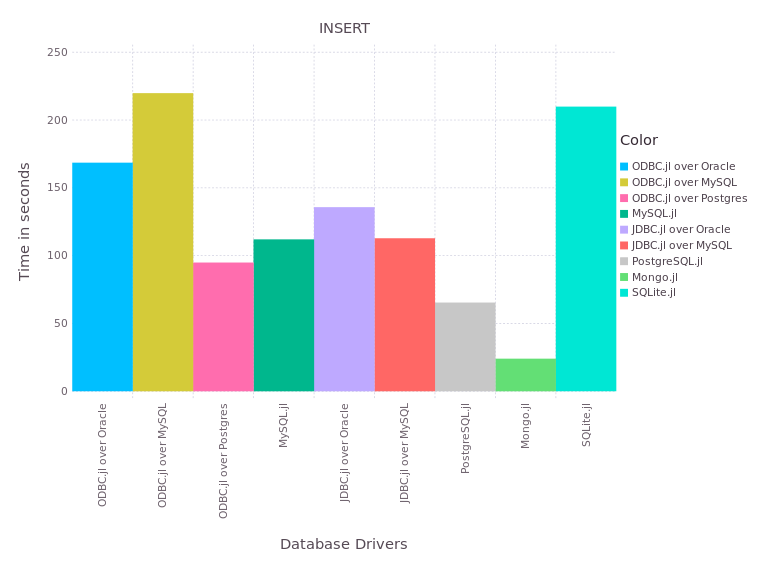 INSERT
250
200
150
100
50
0
Time in seconds
ODBC.jl over Oracle
ODBC.jl over MySQL
ODBC.jl over Postgres
MySQL.jl
JDBC.jl over Oracle
JDBC.jl over MySQL
PostgreSQL.jl
Mongo.jl
SQLite.jl
Database Drivers
Color
ODBC.jl over Oracle
ODBC.jl over MySQL
ODBC.jl over Postgres
MySQL.jl
JDBC.jl over Oracle
JDBC.jl over MySQL
PostgreSQL.jl
Mongo.jl
SQLite.jl